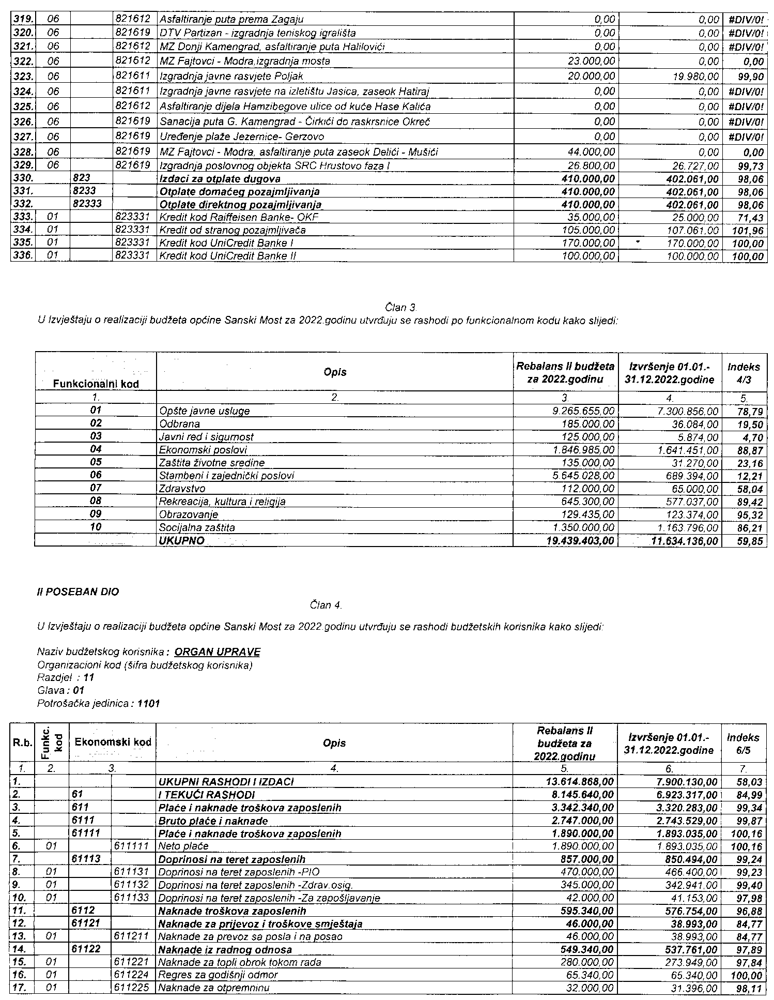 319. 06 821612 Asfaltiranje puta prema Zagaju 0,00 0,00 #DIV/0!
320. 06 821619 DTV Partizan - izgradnja teniskog igrališta 0,00 0,00 #DIV/0!
321. 06 821612 MZ Donji Kamengrad, asfaltiranje puta Halilovići 0,00 0,00 #DIV/0!
322. 06 821612 MZ Fajtovci - Modra,izgradnja mosta 23.000,00 0,00 0,00
323. 06 821611 Izgradnja javne rasvjete Poljak 20.000,00 19.980,00 99,90
324. 06 821611 Izgradnja javne rasvjete na izletištu Jasica, zaseok Hatiraj 0,00 0,00 #DIV/0!
325. 06 821612 Asfaltiranje dijela Hamzibegove ulice od kuće Hase Kalića 0,00 0,00 #DIV/0!
326. 06 821619 Sanacija puta G. Kamengrad - Čirkići do raskrsnice Okreč 0,00 0,00 #DIV/0!
327. 06 821619 Uređenje plaže Jezernice- Gerzovo 0,00 0,00 #DIV/0!
328. 06 821619 MZ Fajtovci - Modra, asfaltiranje puta zaseok Delići - Mušići 44.000,00 0,00 0,00
329. 06 821619 Izgradnja poslovnog objekta SRC Hrustovo faza I 26.800,00 26.727,00 99,73
330. 823 Izdaci za otplate dugova 410.000,00 402.061,00 98,06
331. 8233 Otplate domaćeg pozajmljivanja 410.000,00 402.061,00 98,06
332. 82333 Otplate direktnog pozajmljivanja 410.000,00 402.061,00 98,06
333. 01 823331 Kredit kod Raiffeisen Banke- OKF 35.000,00 25.000,00 71,43
334. 01 823331 Kredit od stranog pozajmljivača 105.000,00 107.061,00 101,96
335. 01 823331 Kredit kod UniCredit Banke I 170.000,00 170.000,00 100,00
336. 01 823331 Kredit kod UniCredit Banke II 100.000,00 100.000,00 100,00
Član 3.
U Izvještaju o realizaciji budžeta općine Sanski Most za 2022.godinu utvrđuju se rashodi po funkcionalnom kodu kako slijedi:
Funkcionalni kod Opis Rebalans II budžeta za 2022.godinu Izvršenje 01.01.-31.12.2022.godine Indeks 4/3
1. 2. 3. 4. 5.
01 Opšte javne usluge 9.265.655,00 7.300.856,00 78,79
02 Odbrana 185.000,00 36.084,00 19,50
03 Javni red i sigurnost 125.000,00 5.874,00 4,70
04 Ekonomski poslovi 1.846.985,00 1.641.451,00 88,87
05 Zaštita životne sredine 135.000,00 31.270,00 23,16
06 Stambeni i zajednički poslovi 5.645.028,00 689.394,00 12,21
07 Zdravstvo 112.000,00 65.000,00 58,04
08 Rekreacija, kultura i religija 645.300,00 577.037,00 89,42
09 Obrazovanje 129.435,00 123.374,00 95,32
10 Socijalna zaštita 1.350.000,00 1.163.796,00 86,21
UKUPNO 19.439.403,00 11.634.136,00 59,85
II POSEBAN DIO
Član 4.
U Izvještaju o realizaciji budžeta općine Sanski Most za 2022.godinu utvrđuju se rashodi budžetskih korisnika kako slijedi:
Naziv budžetskog korisnika : ORGAN UPRAVE
Organizacioni kod (šifra budžetskog korisnika)
Razdjel : 11
Glava : 01
Potrošačka jedinica : 1101
R.b. Funkc. kod Ekonomski kod Opis Rebalans II budžeta za 2022.godinu Izvršenje 01.01.-31.12.2022.godine Indeks 6/5
1. 2. 3. 4. 5. 6. 7.
1. UKUPNI RASHODI I IZDACI 13.614.868,00 7.900.130,00 58,03
2. 61 I TEKUĆI RASHODI 8.145.640,00 6.923.317,00 84,99
3. 611 Plaće i naknade troškova zaposlenih 3.342.340,00 3.320.283,00 99,34
4. 6111 Bruto plaće i naknade 2.747.000,00 2.743.529,00 99,87
5. 61111 Plaće i naknade troškova zaposlenih 1.890.000,00 1.893.035,00 100,16
6. 01 611111 Neto plaće 1.890.000,00 1.893.035,00 100,16
7. 61113 Doprinosi na teret zaposlenih 857.000,00 850.494,00 99,24
8. 01 611131 Doprinosi na teret zaposlenih -PIO 470.000,00 466.400,00 99,23
9. 01 611132 Doprinosi na teret zaposlenih -Zdrav.osig. 345.000,00 342.941,00 99,40
10. 01 611133 Doprinosi na teret zaposlenih -Za zapošljavanje 42.000,00 41.153,00 97,98
11. 6112 Naknade troškova zaposlenih 595.340,00 576.754,00 96,88
12. 61121 Naknade za prijevoz i troškove smještaja 46.000,00 38.993,00 84,77
13. 01 611211 Naknade za prevoz sa posla i na posao 46.000,00 38.993,00 84,77
14. 61122 Naknade iz radnog odnosa 549.340,00 537.761,00 97,89
15. 01 611221 Naknade za topli obrok tokom rada 280.000,00 273.949,00 97,84
16. 01 611224 Regres za godišnji odmor 65.340,00 65.340,00 100,00
17. 01 611225 Naknade za otpremninu 32.000,00 31.396,00 98,11